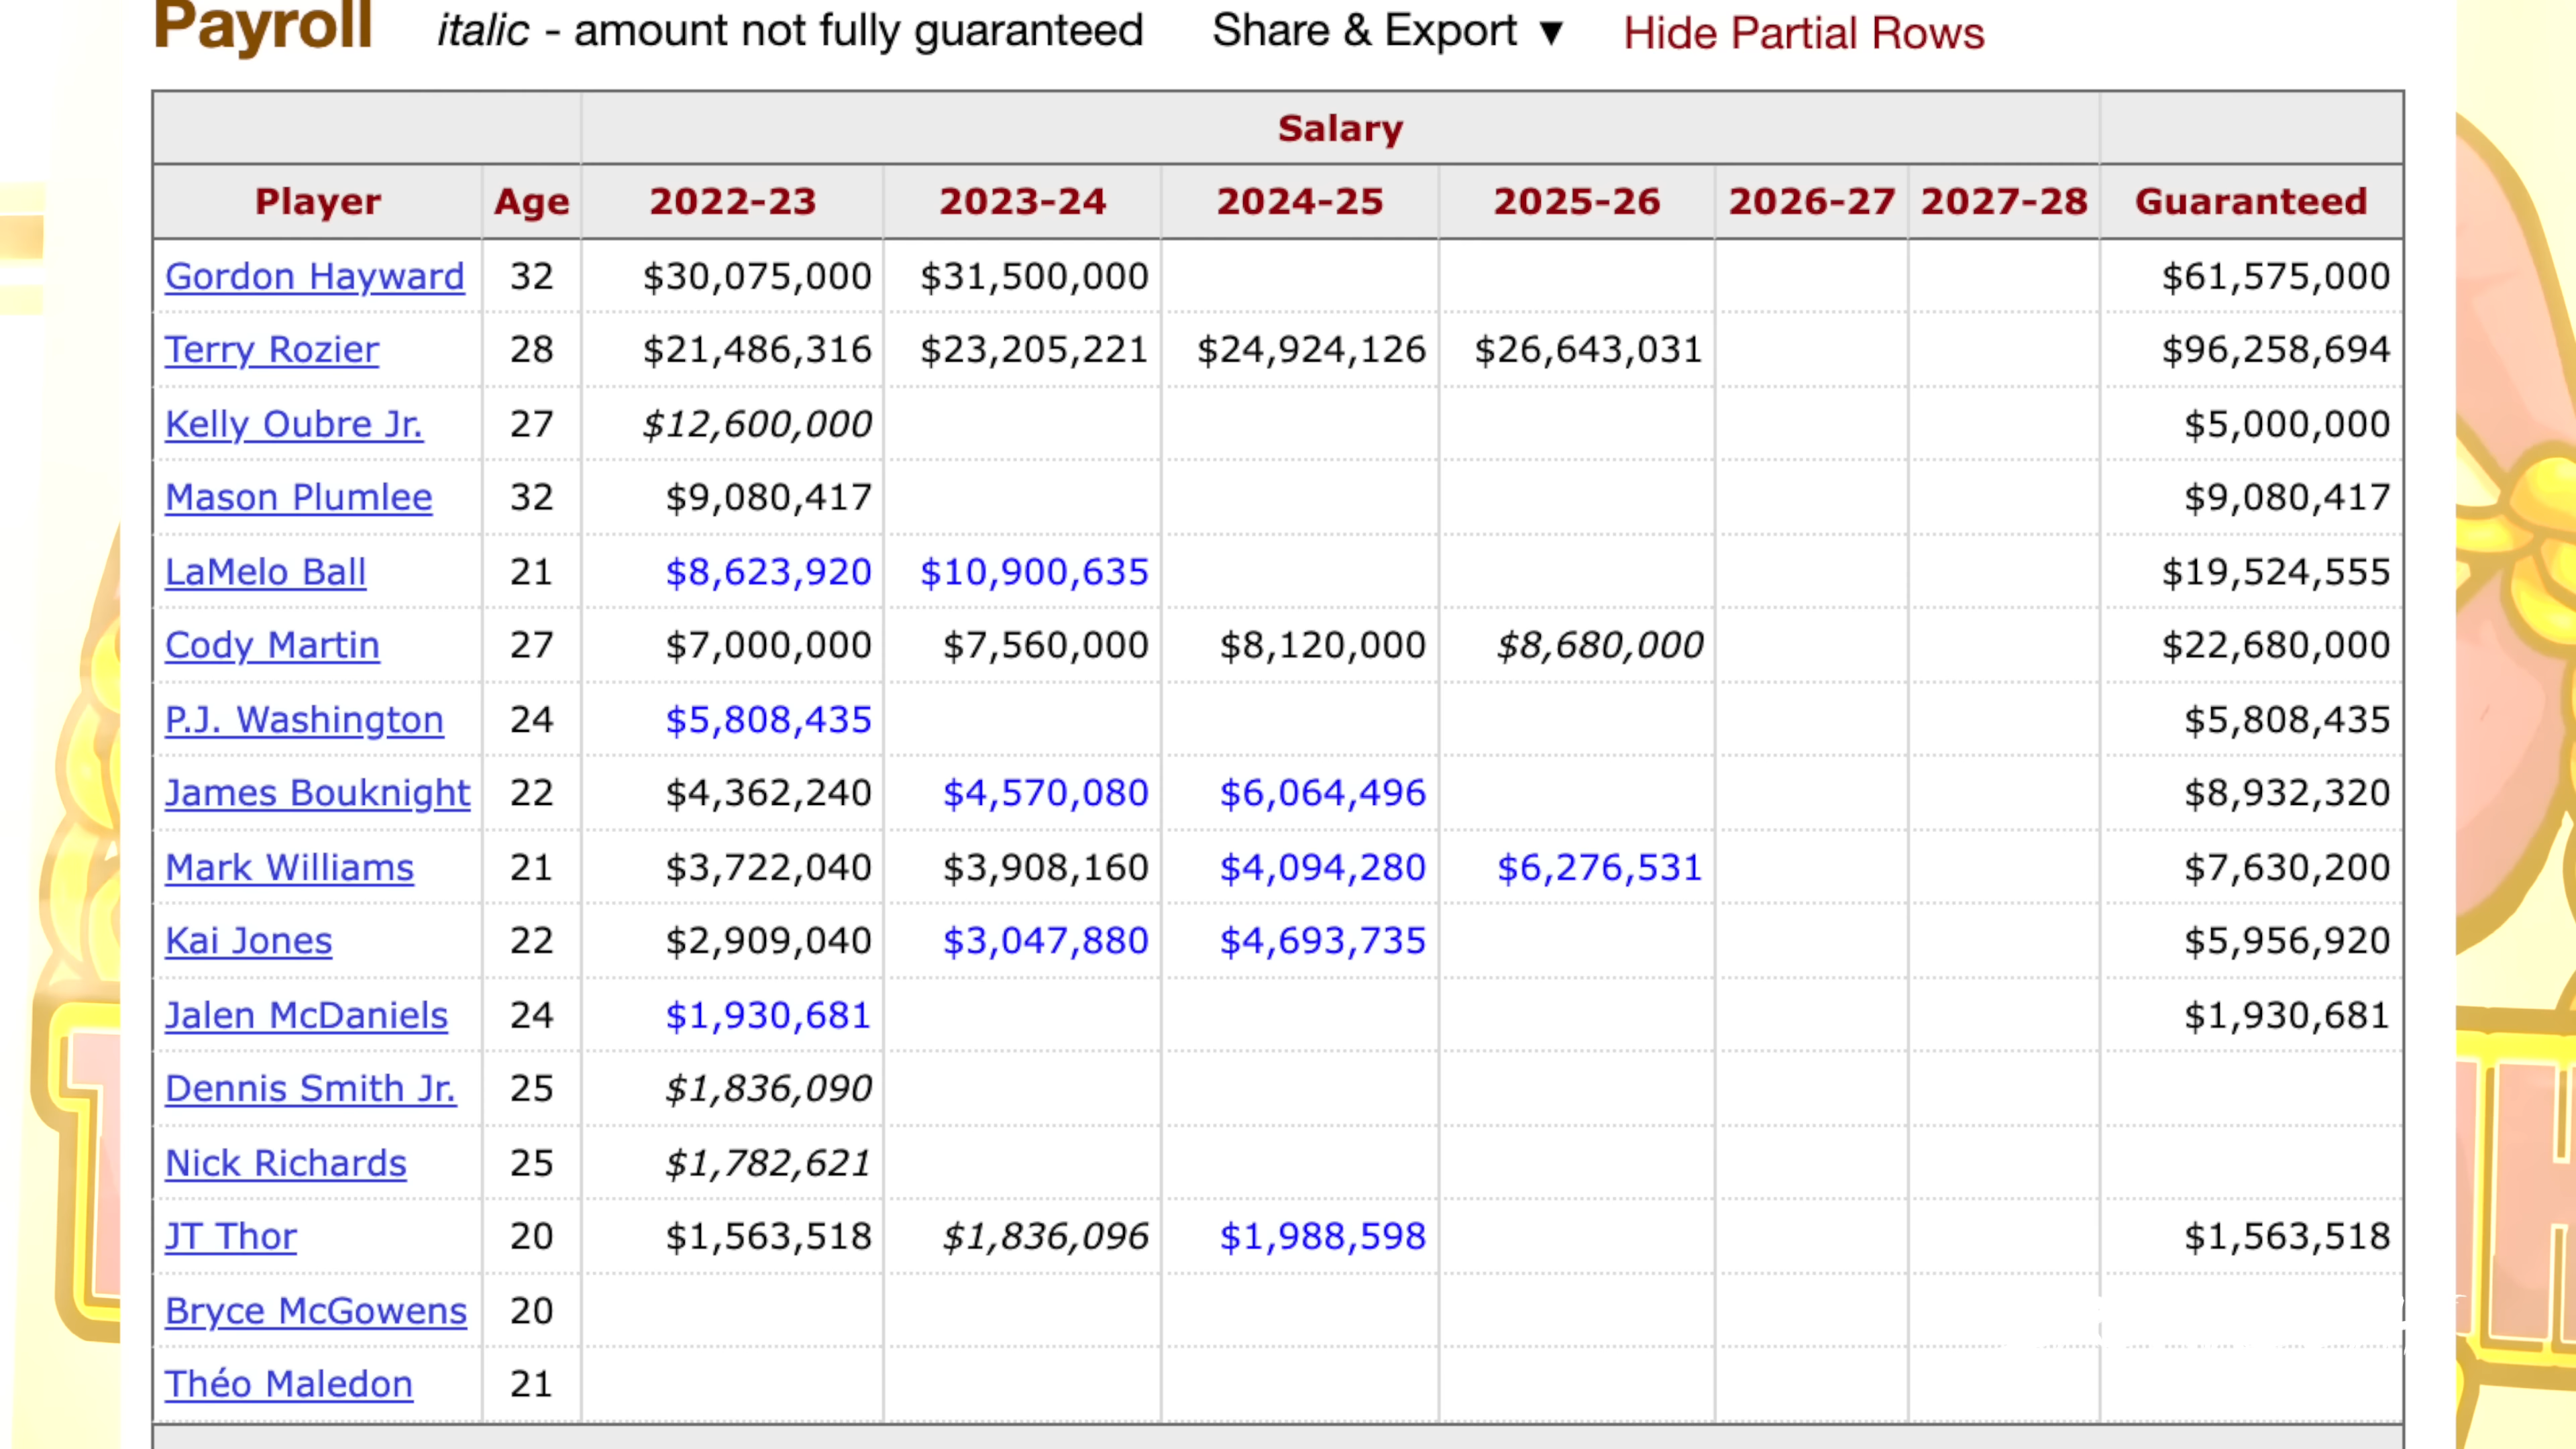 Payroll italic - amount not fully guaranteed Share & Export ▼ Hide Partial Rows
Salary
Player Age 2022-23 2023-24 2024-25 2025-26 2026-27 2027-28 Guaranteed
Gordon Hayward 32 $30,075,000 $31,500,000 $61,575,000
Terry Rozier 28 $21,486,316 $23,205,221 $24,924,126 $26,643,031 $96,258,694
Kelly Oubre Jr. 27 $12,600,000 $5,000,000
Mason Plumlee 32 $9,080,417 $9,080,417
LaMelo Ball 21 $8,623,920 $10,900,635 $19,524,555
Cody Martin 27 $7,000,000 $7,560,000 $8,120,000 $8,680,000 $22,680,000
P.J. Washington 24 $5,808,435 $5,808,435
James Bouknight 22 $4,362,240 $4,570,080 $6,064,496 $8,932,320
Mark Williams 21 $3,722,040 $3,908,160 $4,094,280 $6,276,531 $7,630,200
Kai Jones 22 $2,909,040 $3,047,880 $4,693,735 $5,956,920
Jalen McDaniels 24 $1,930,681 $1,930,681
Dennis Smith Jr. 25 $1,836,090
Nick Richards 25 $1,782,621
JT Thor 20 $1,563,518 $1,836,096 $1,988,598 $1,563,518
Bryce McGowens 20
Théo Maledon 21